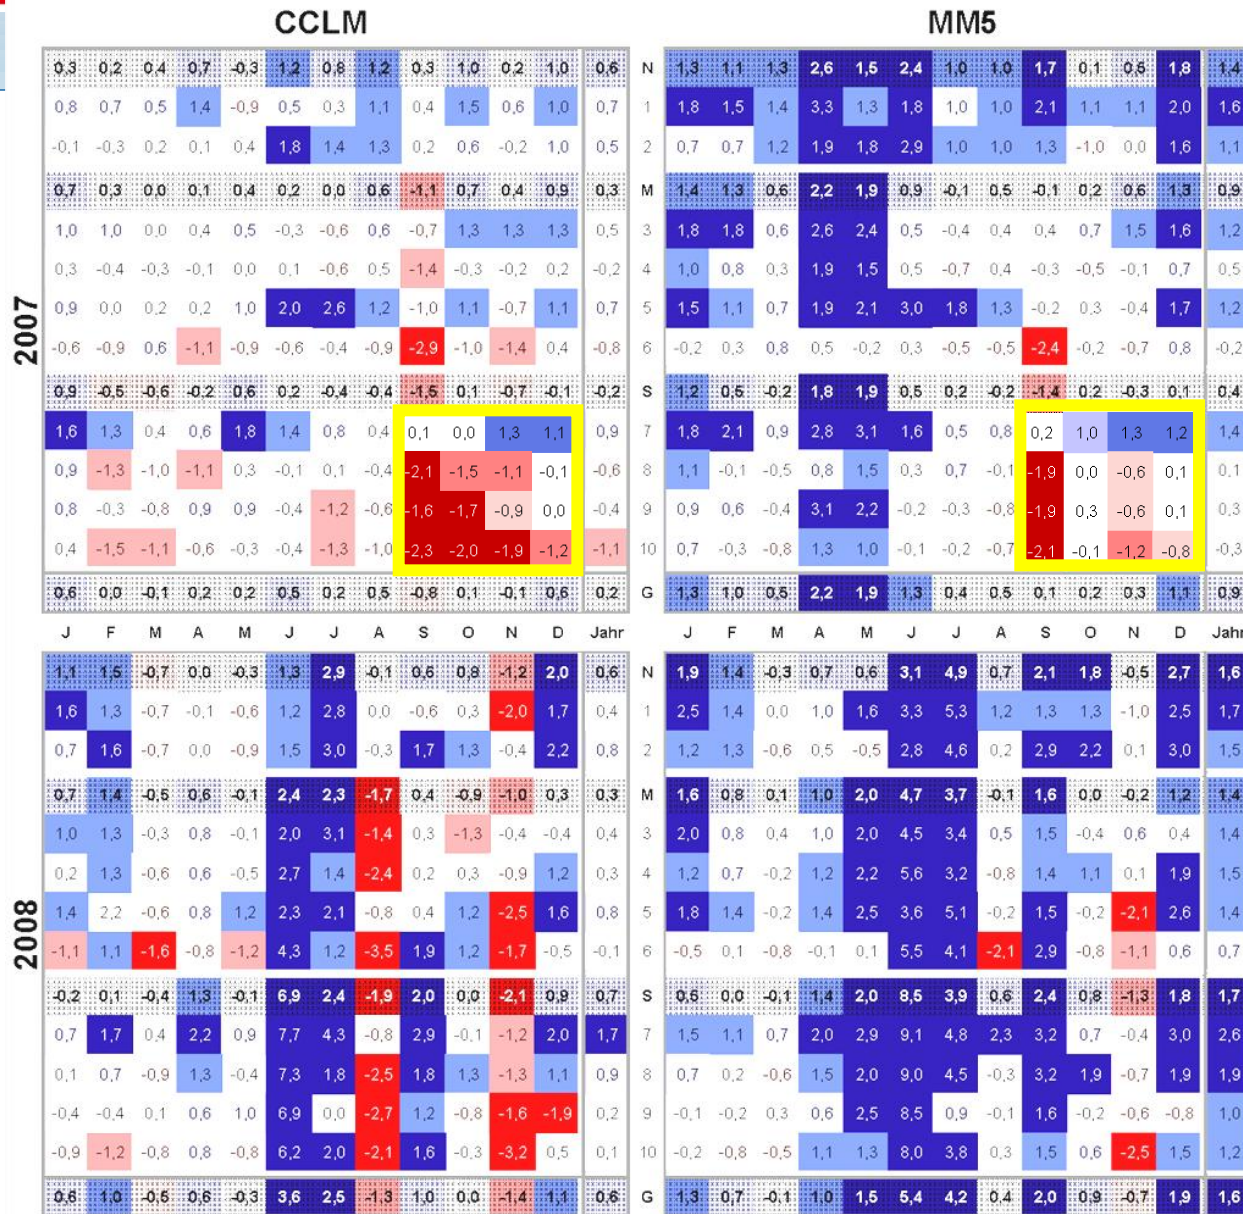 CCLM MM5
2007
0,3 0,2 0,4 0,7 -0,3 1,2 0,8 1,2 0,3 1,0 0,2 1,0 0,6 N 1,3 1,1 1,3 2,6 1,5 2,4 1,0 1,0 1,7 0,1 0,6 1,8 1,4
0,8 0,7 0,5 1,4 -0,9 0,5 0,3 1,1 0,4 1,5 0,6 1,0 0,7 1 1,8 1,5 1,4 3,3 1,3 1,8 1,0 1,0 2,1 1,1 1,1 2,0 1,6
-0,1 -0,3 0,2 0,1 0,4 1,8 1,4 1,3 0,2 0,6 -0,2 1,0 0,5 2 0,7 0,7 1,2 1,9 1,8 2,9 1,0 1,0 1,3 -1,0 0,0 1,6 1,1
0,7 0,3 0,0 0,1 0,4 0,2 0,0 0,6 -1,1 0,7 0,4 0,9 0,3 M 1,4 1,3 0,6 2,2 1,9 0,9 -0,1 0,5 -0,1 0,2 0,6 1,3 0,9
1,0 1,0 0,0 0,4 0,5 -0,3 -0,6 0,6 -0,7 1,3 1,3 1,3 0,5 3 1,8 1,8 0,6 2,6 2,4 0,5 -0,4 0,4 0,4 0,7 1,5 1,6 1,2
0,3 -0,4 -0,3 -0,1 0,0 0,1 -0,6 0,5 -1,4 -0,3 -0,2 0,2 -0,2 4 1,0 0,8 0,3 1,9 1,5 0,5 -0,7 0,4 -0,3 -0,5 -0,1 0,7 0,5
0,9 0,0 0,2 0,2 1,0 2,0 2,6 1,2 -1,0 1,1 -0,7 1,1 0,7 5 1,5 1,1 0,7 1,9 2,1 3,0 1,8 1,3 -0,2 0,3 -0,4 1,7 1,2
-0,6 -0,9 0,6 -1,1 -0,9 -0,6 -0,4 -0,9 -2,9 -1,0 -1,4 0,4 -0,8 6 -0,2 0,3 0,8 0,5 -0,2 0,3 -0,5 -0,5 -2,4 -0,2 -0,7 0,8 -0,2
0,9 -0,5 -0,6 -0,2 0,6 0,2 -0,4 -0,4 -1,5 0,1 -0,7 -0,1 -0,2 S 1,2 0,5 -0,2 1,8 1,9 0,5 0,2 -0,2 -1,4 0,2 -0,3 0,1 0,4
1,6 1,3 0,4 0,6 1,8 1,4 0,8 0,4 0,1 0,0 1,3 1,1 0,9 7 1,8 2,1 0,9 2,8 3,1 1,6 0,5 0,8 0,2 1,0 1,3 1,2 1,4
0,9 -1,3 -1,0 -1,1 0,3 -0,1 0,1 -0,4 -2,1 -1,5 -1,1 -0,1 -0,6 8 1,1 -0,1 -0,5 0,8 1,5 0,3 0,7 -0,1 -1,9 0,0 -0,6 0,1 0,1
0,8 -0,3 -0,8 0,9 0,9 -0,4 -1,2 -0,6 -1,6 -1,7 -0,9 0,0 -0,4 9 0,9 0,6 -0,4 3,1 2,2 -0,2 -0,3 -0,8 -1,9 0,3 -0,6 0,1 0,3
0,4 -1,5 -1,1 -0,6 -0,3 -0,4 -1,3 -1,0 -2,3 -2,0 -1,9 -1,2 -1,1 10 0,7 -0,3 -0,8 1,3 1,0 -0,1 -0,2 -0,7 -2,1 -0,1 -1,2 -0,8 -0,3
0,6 0,0 -0,1 0,2 0,2 0,5 0,2 0,5 -0,8 0,1 -0,1 0,6 0,2 G 1,3 1,0 0,5 2,2 1,9 1,3 0,4 0,5 0,1 0,2 0,3 1,1 0,9
J F M A M J J A S O N D Jahr J F M A M J J A S O N D Jahr
2008
1,1 1,5 -0,7 0,0 -0,3 1,3 2,9 -0,1 0,6 0,8 -1,2 2,0 0,6 N 1,9 1,4 -0,3 0,7 0,6 3,1 4,9 0,7 2,1 1,8 -0,5 2,7 1,6
1,6 1,3 -0,7 -0,1 -0,6 1,2 2,8 0,0 -0,6 0,3 -2,0 1,7 0,4 1 2,5 1,4 0,0 1,0 1,6 3,3 5,3 1,2 1,3 1,3 -1,0 2,5 1,7
0,7 1,6 -0,7 0,0 -0,9 1,5 3,0 -0,3 1,7 1,3 -0,4 2,2 0,8 2 1,2 1,3 -0,6 0,5 -0,5 2,8 4,6 0,2 2,9 2,2 0,1 3,0 1,5
0,7 1,4 -0,5 0,6 -0,1 2,4 2,3 -1,7 0,4 -0,9 -1,0 0,3 0,3 M 1,6 0,8 0,1 1,0 2,0 4,7 3,7 -0,1 1,6 0,0 -0,2 1,2 1,4
1,0 1,3 -0,3 0,8 -0,1 2,0 3,1 -1,4 0,3 -1,3 -0,4 -0,4 0,4 3 2,0 0,8 0,4 1,0 2,0 4,5 3,4 0,5 1,5 -0,4 0,6 0,4 1,4
0,2 1,3 -0,6 0,6 -0,5 2,7 1,4 -2,4 0,2 0,3 -0,9 1,2 0,3 4 1,2 0,7 -0,2 1,2 2,2 5,6 3,2 -0,8 1,4 1,1 0,1 1,9 1,5
1,4 2,2 -0,6 0,8 1,2 2,3 2,1 -0,8 0,4 1,2 -2,5 1,6 0,8 5 1,8 1,4 -0,2 1,4 2,5 3,6 5,1 -0,2 1,5 -0,2 -2,1 2,6 1,4
-1,1 1,1 -1,6 -0,8 -1,2 4,3 1,2 -3,5 1,9 1,2 -1,7 -0,5 -0,1 6 -0,5 0,1 -0,8 -0,1 0,1 5,5 4,1 -2,1 2,9 -0,8 -1,1 0,6 0,7
-0,2 0,1 -0,4 1,3 -0,1 6,9 2,4 -1,9 2,0 0,0 -2,1 0,9 0,7 S 0,6 0,0 -0,1 1,4 2,0 8,5 3,9 0,6 2,4 0,8 -1,3 1,8 1,7
0,7 1,7 0,4 2,2 0,9 7,7 4,3 -0,8 2,9 -0,1 -1,2 2,0 1,7 7 1,5 1,1 0,7 2,0 2,9 9,1 4,8 2,3 3,2 0,7 -0,4 3,0 2,6
0,1 0,7 -0,9 1,3 -0,4 7,3 1,8 -2,5 1,8 1,3 -1,3 1,1 0,9 8 0,7 0,2 -0,6 1,5 2,0 9,0 4,5 -0,3 3,2 1,9 -0,7 1,9 1,9
-0,4 -0,4 0,1 0,6 1,0 6,9 0,0 -2,7 1,2 -0,8 -1,6 -1,9 0,2 9 -0,1 -0,2 0,3 0,6 2,5 8,5 0,9 -0,1 1,6 -0,2 -0,6 -0,8 1,0
-0,9 -1,2 -0,8 0,8 -0,8 6,2 2,0 -2,1 1,6 -0,3 -3,2 0,5 0,1 10 -0,2 -0,8 -0,5 1,1 1,3 8,0 3,8 0,3 1,5 0,6 -2,5 1,5 1,2
0,6 1,0 -0,5 0,6 -0,3 3,6 2,5 -1,3 1,0 0,0 -1,4 1,1 0,6 G 1,3 0,7 -0,1 1,0 1,5 5,4 4,2 0,4 2,0 0,9 -0,7 1,9 1,6